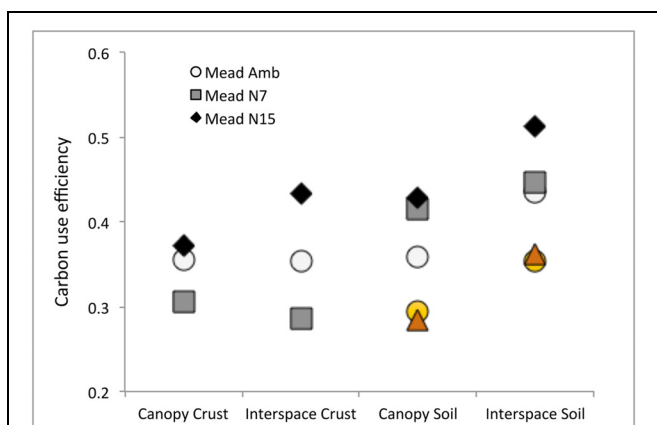 0.6
Mead Amb
Mead N7
Mead N15
0.5
0.4
0.3
0.2
Carbon use efficiency
Canopy Crust Interspace Crust Canopy Soil Interspace Soil